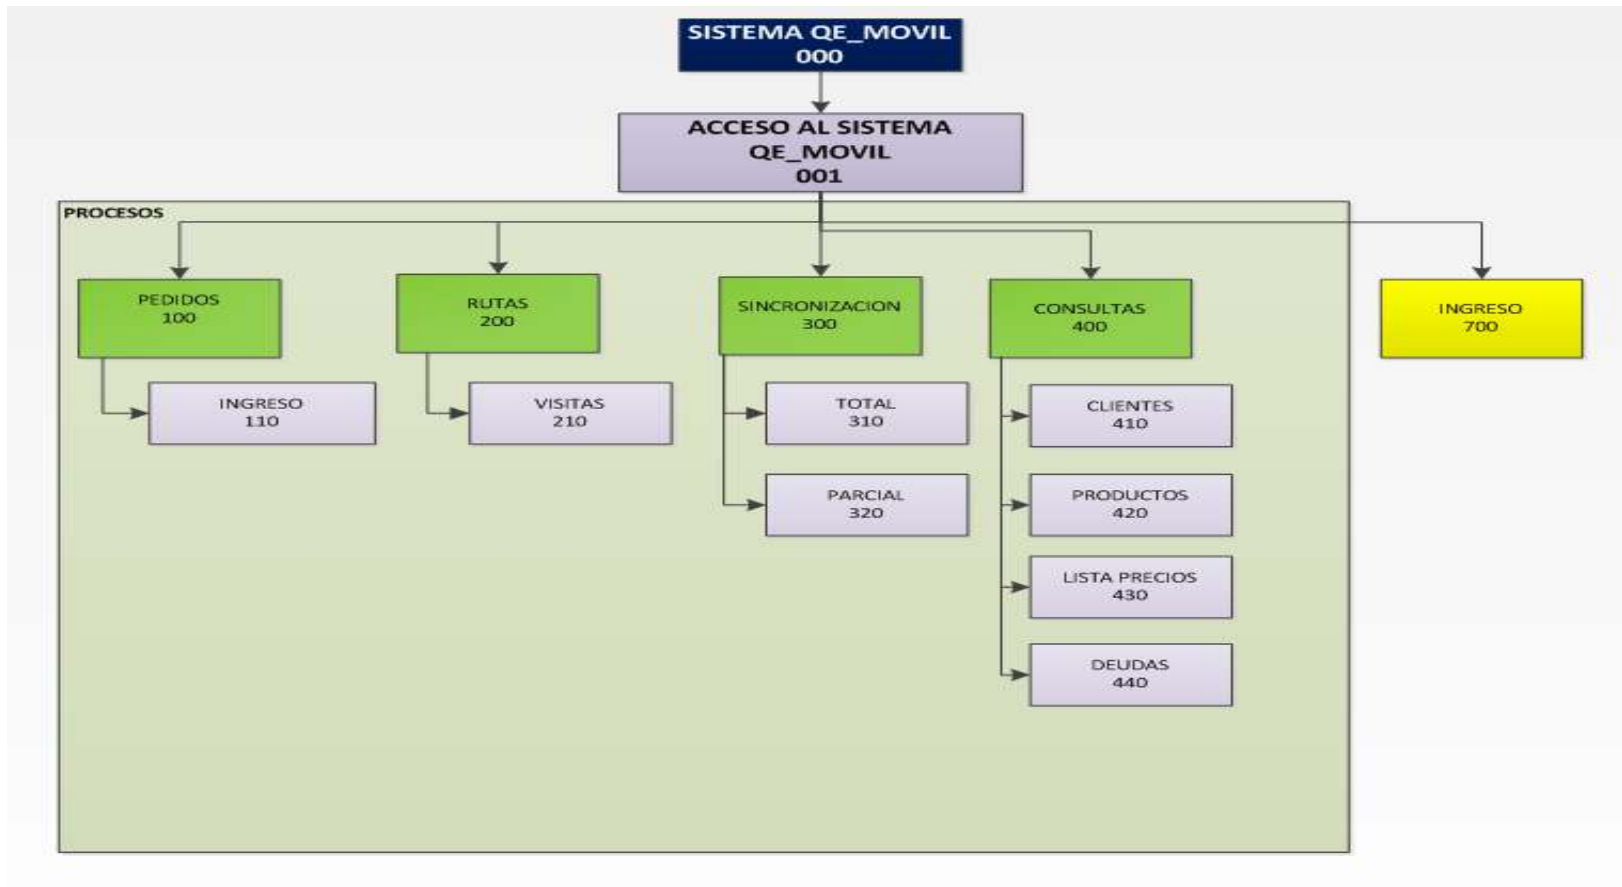 SISTEMA QE_MOVIL
000
ACCESO AL SISTEMA
QE_MOVIL
001
PROCESOS
PEDIDOS
100
RUTAS
200
SINCRONIZACION
300
CONSULTAS
400
INGRESO
700
INGRESO
110
VISITAS
210
TOTAL
310
CLIENTES
410
PARCIAL
320
PRODUCTOS
420
LISTA PRECIOS
430
DEUDAS
440